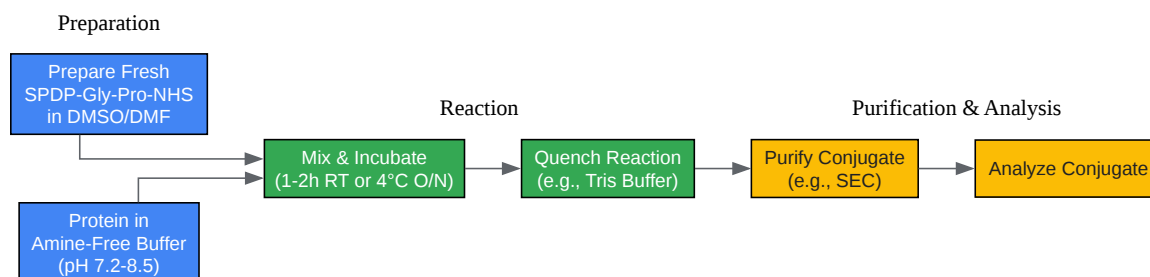 Preparation
Prepare Fresh
SPDP-Gly-Pro-NHS
in DMSO/DMF
Protein in
Amine-Free Buffer
(pH 7.2-8.5)
Reaction
Mix & Incubate
(1-2h RT or 4°C O/N)
Quench Reaction
(e.g., Tris Buffer)
Purification & Analysis
Purify Conjugate
(e.g., SEC)
Analyze Conjugate